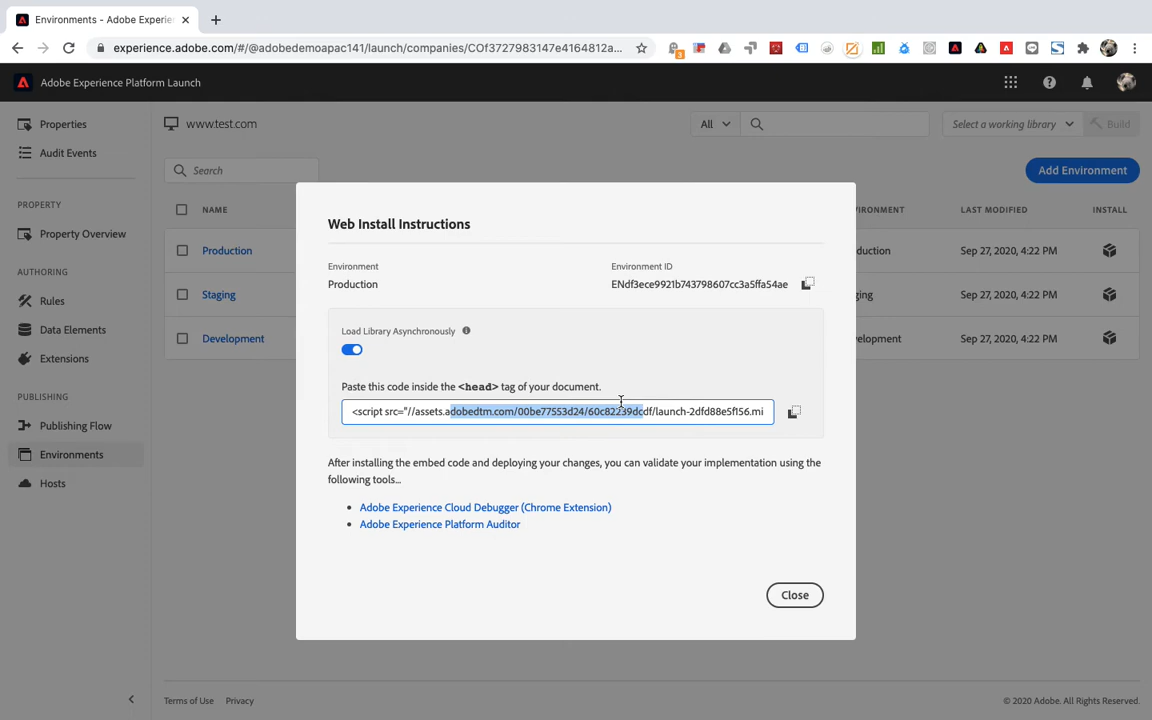 Environments - Adobe Experie
experience.adobe.com/#/@adobedemoapac141/launch/companies/COf3727983147e4164812a...
3
Adobe Experience Platform Launch
Properties
Audit Events
PROPERTY
Property Overview
AUTHORING
Rules
Data Elements
Extensions
PUBLISHING
Publishing Flow
Environments
Hosts
www.test.com
All
Select a working library
Build
Search
Add Environment
NAME
VIRONMENT
LAST MODIFIED
INSTALL
Production
duction
Sep 27, 2020, 4:22 PM
Staging
ging
Sep 27, 2020, 4:22 PM
Development
elopment
Sep 27, 2020, 4:22 PM
Web Install Instructions
Environment
Environment ID
Production
ENdf3ece9921b743798607cc3a5ffa54ae
Load Library Asynchronously
Paste this code inside the <head> tag of your document.
<script src="//assets.adobedtm.com/00be77553d24/60c82239dcdf/launch-2dfd88e5f156.mi
After installing the embed code and deploying your changes, you can validate your implementation using the
following tools...
Adobe Experience Cloud Debugger (Chrome Extension)
Adobe Experience Platform Auditor
Close
Terms of Use
Privacy
© 2020 Adobe. All Rights Reserved.